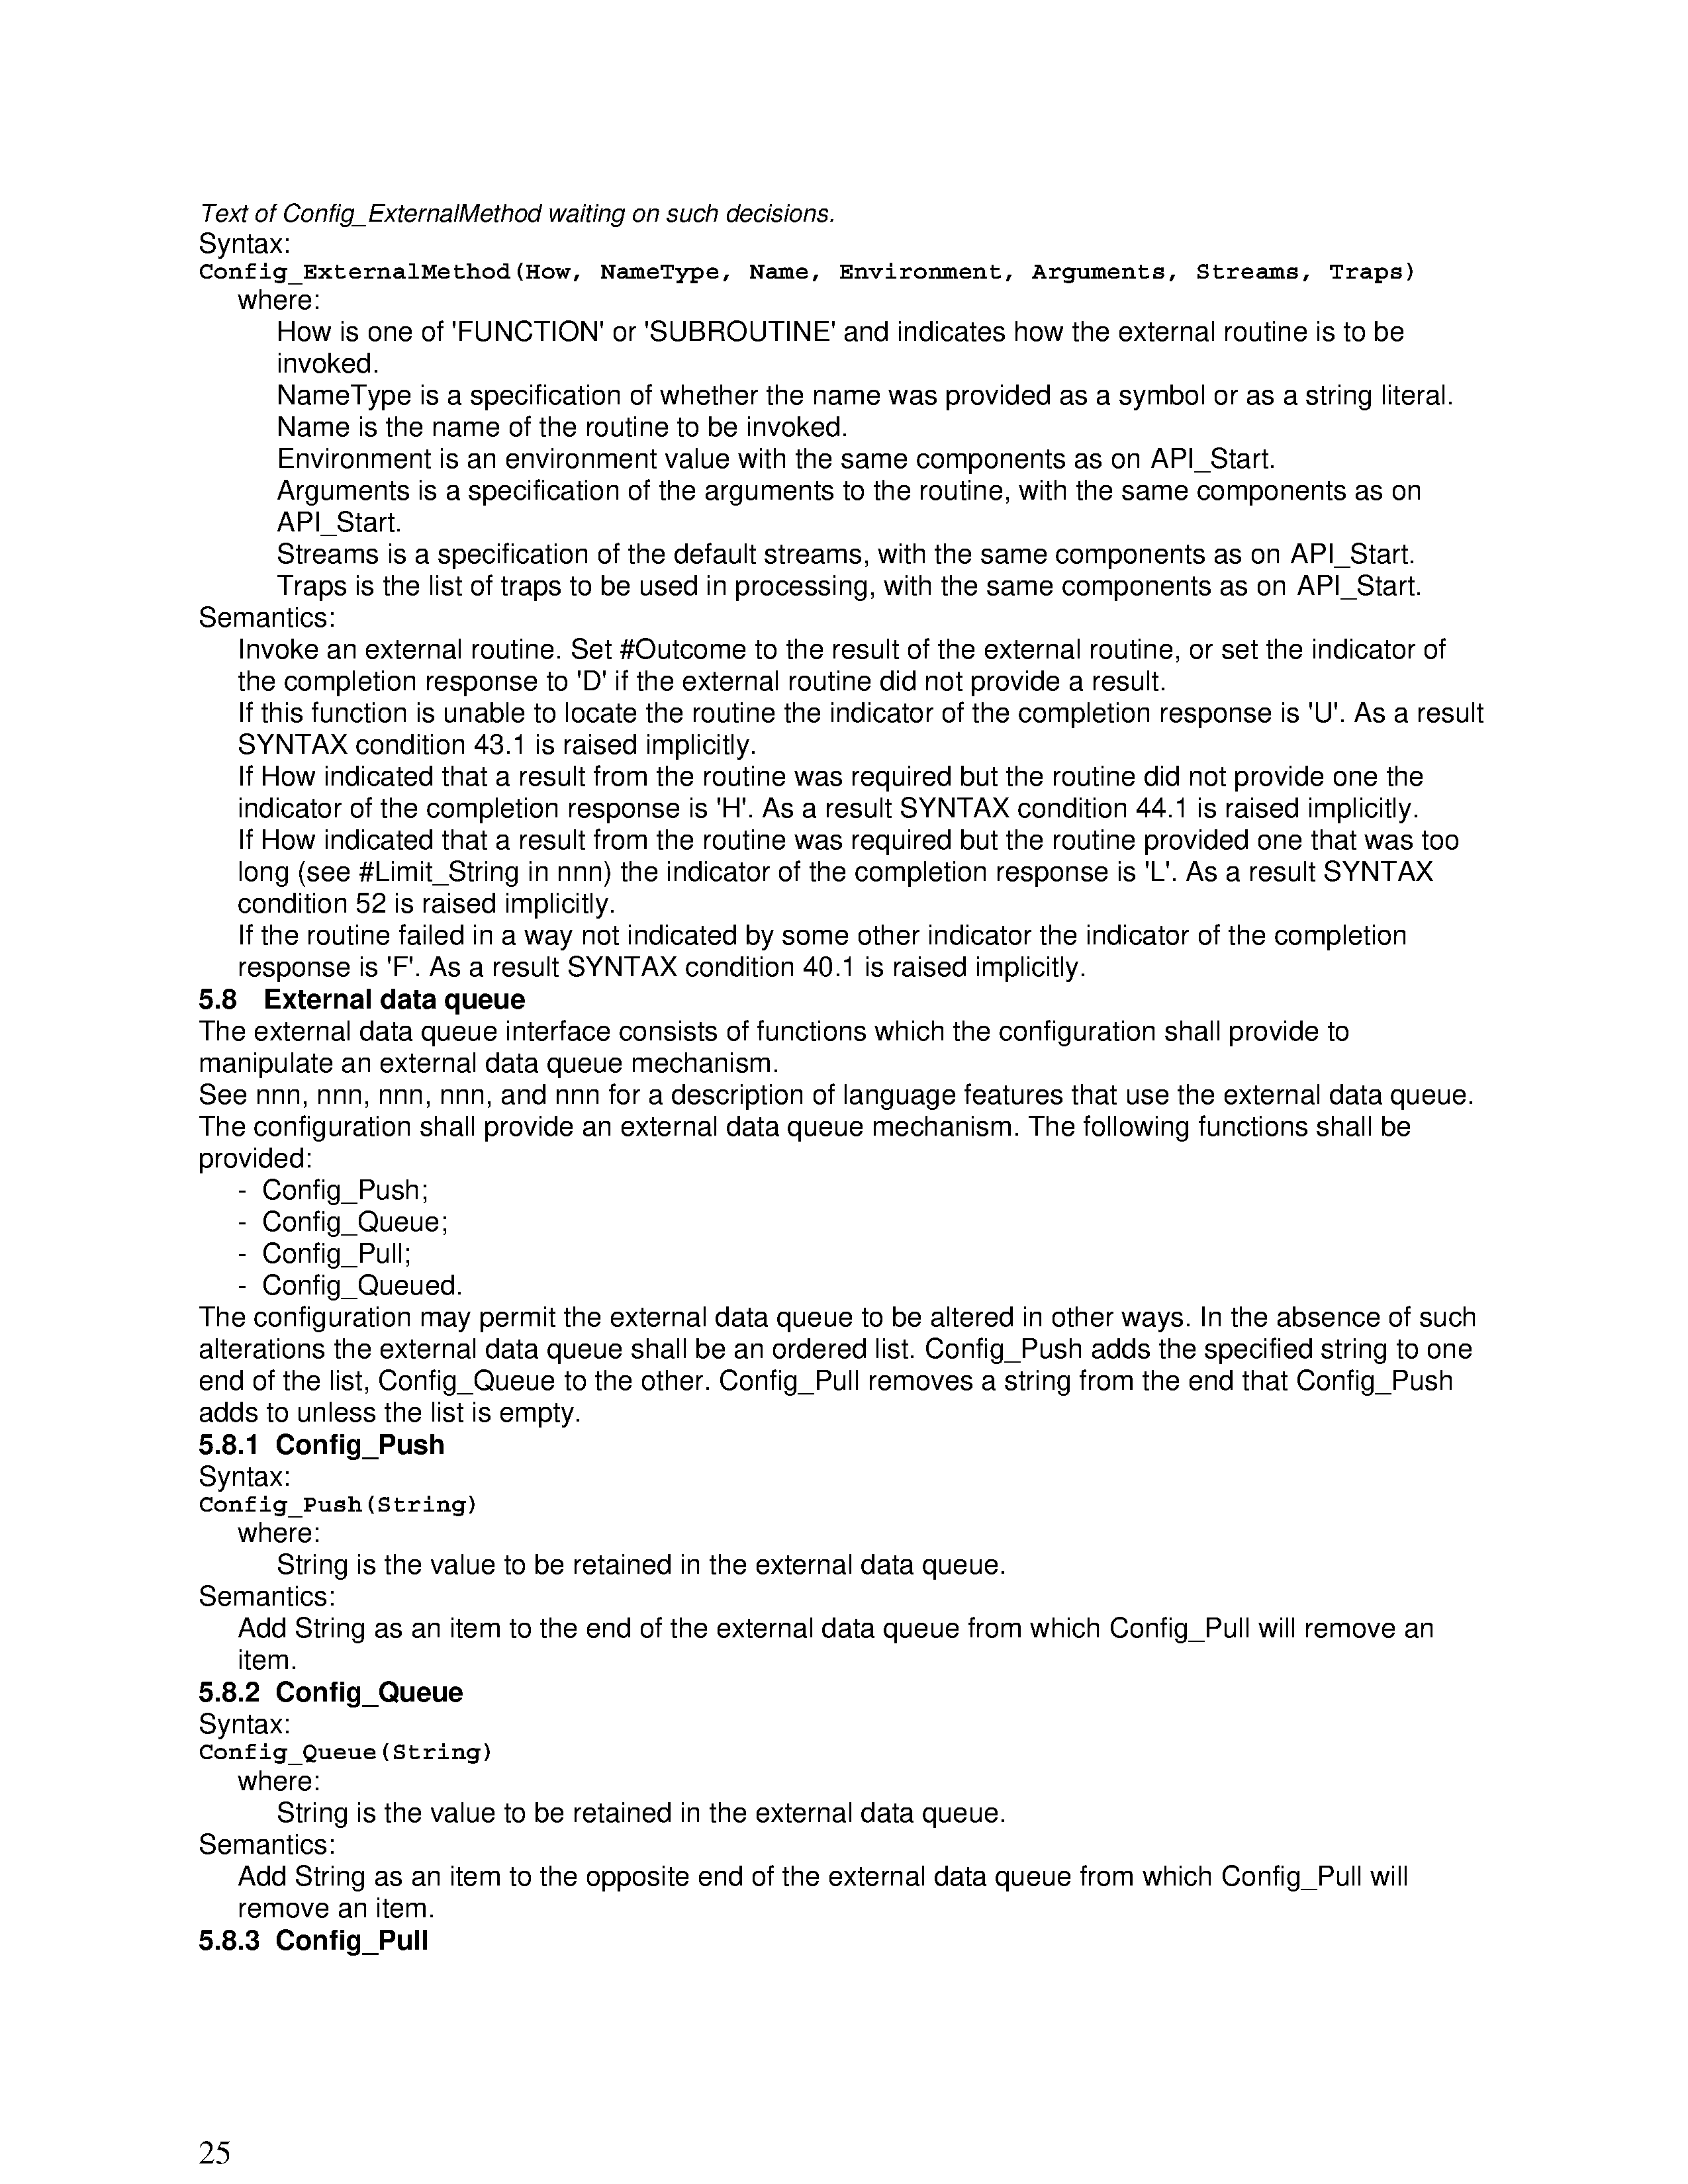 Text of Config_ExternalMethod waiting on such decisions.
Syntax:
Config_ExternalMethod(How, NameType, Name, Environment, Arguments, Streams, Traps)
where:
How is one of 'FUNCTION' or 'SUBROUTINE' and indicates how the external routine is to be
invoked.
NameType is a specification of whether the name was provided as a symbol or as a string literal.
Name is the name of the routine to be invoked.
Environment is an environment value with the same components as on API_Start.
Arguments is a specification of the arguments to the routine, with the same components as on
API_Start.
Streams is a specification of the default streams, with the same components as on API_Start.
Traps is the list of traps to be used in processing, with the same components as on API_Start.
Semantics:
Invoke an external routine. Set #Outcome to the result of the external routine, or set the indicator of
the completion response to 'D' if the external routine did not provide a result.
If this function is unable to locate the routine the indicator of the completion response is 'U'. As a result
SYNTAX condition 43.1 is raised implicitly.
If How indicated that a result from the routine was required but the routine did not provide one the
indicator of the completion response is 'H'. As a result SYNTAX condition 44.1 is raised implicitly.
If How indicated that a result from the routine was required but the routine provided one that was too
long (see #Limit_String in nnn) the indicator of the completion response is 'L'. As a result SYNTAX
condition 52 is raised implicitly.
If the routine failed in a way not indicated by some other indicator the indicator of the completion
response is 'F'. As a result SYNTAX condition 40.1 is raised implicitly.
5.8 External data queue
The external data queue interface consists of functions which the configuration shall provide to
manipulate an external data queue mechanism.
See nnn, nnn, nnn, nnn, and nnn for a description of language features that use the external data queue.
The configuration shall provide an external data queue mechanism. The following functions shall be
provided:
- Config_Push;
- Config_Queue;
- Config_Pull;
- Config_Queued.
The configuration may permit the external data queue to be altered in other ways. In the absence of such
alterations the external data queue shall be an ordered list. Config_Push adds the specified string to one
end of the list, Config_Queue to the other. Config_Pull removes a string from the end that Config_Push
adds to unless the list is empty.
5.8.1 Config_Push
Syntax:
Config_Push(String)
where:
String is the value to be retained in the external data queue.
Semantics:
Add String as an item to the end of the external data queue from which Config_Pull will remove an
item.
5.8.2 Config_Queue
Syntax:
Config_Queue(String)
where:
String is the value to be retained in the external data queue.
Semantics:
Add String as an item to the opposite end of the external data queue from which Config_Pull will
remove an item.
5.8.3 Config_Pull
25